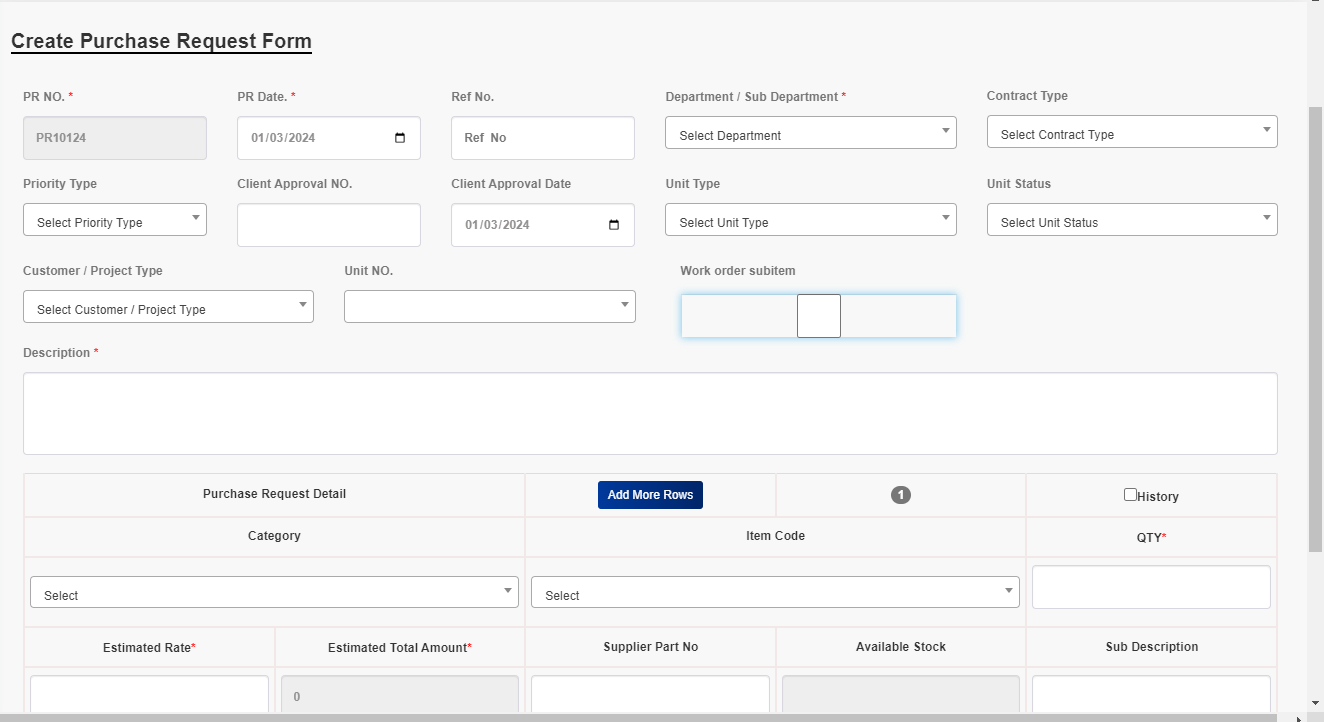 Create Purchase Request Form
PR NO. * PR Date. * Ref No. Department / Sub Department * Contract Type
PR10124 01/03/2024 Ref No Select Department Select Contract Type
Priority Type Client Approval NO. Client Approval Date Unit Type Unit Status
Select Priority Type 01/03/2024 Select Unit Type Select Unit Status
Customer / Project Type Unit NO. Work order subitem
Select Customer / Project Type
Description *
Purchase Request Detail Add More Rows 1 History
Category Item Code QTY*
Select Select
Estimated Rate* Estimated Total Amount* Supplier Part No Available Stock Sub Description
0